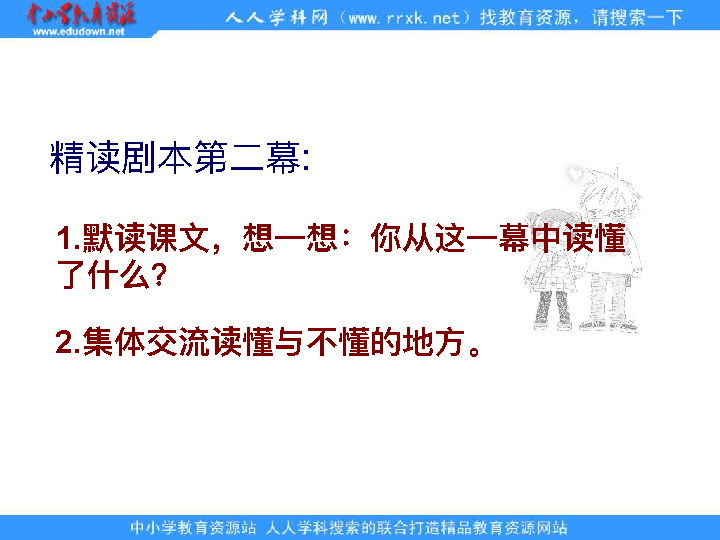 中小学教育资源
www.edudown.net
人人学科网（www.rrxk.net）找教育资源，请搜索一下
精读剧本第二幕:
1.默读课文，想一想：你从这一幕中读懂
了什么?
2.集体交流读懂与不懂的地方。
中小学教育资源站 人人学科搜索的联合打造精品教育资源网站